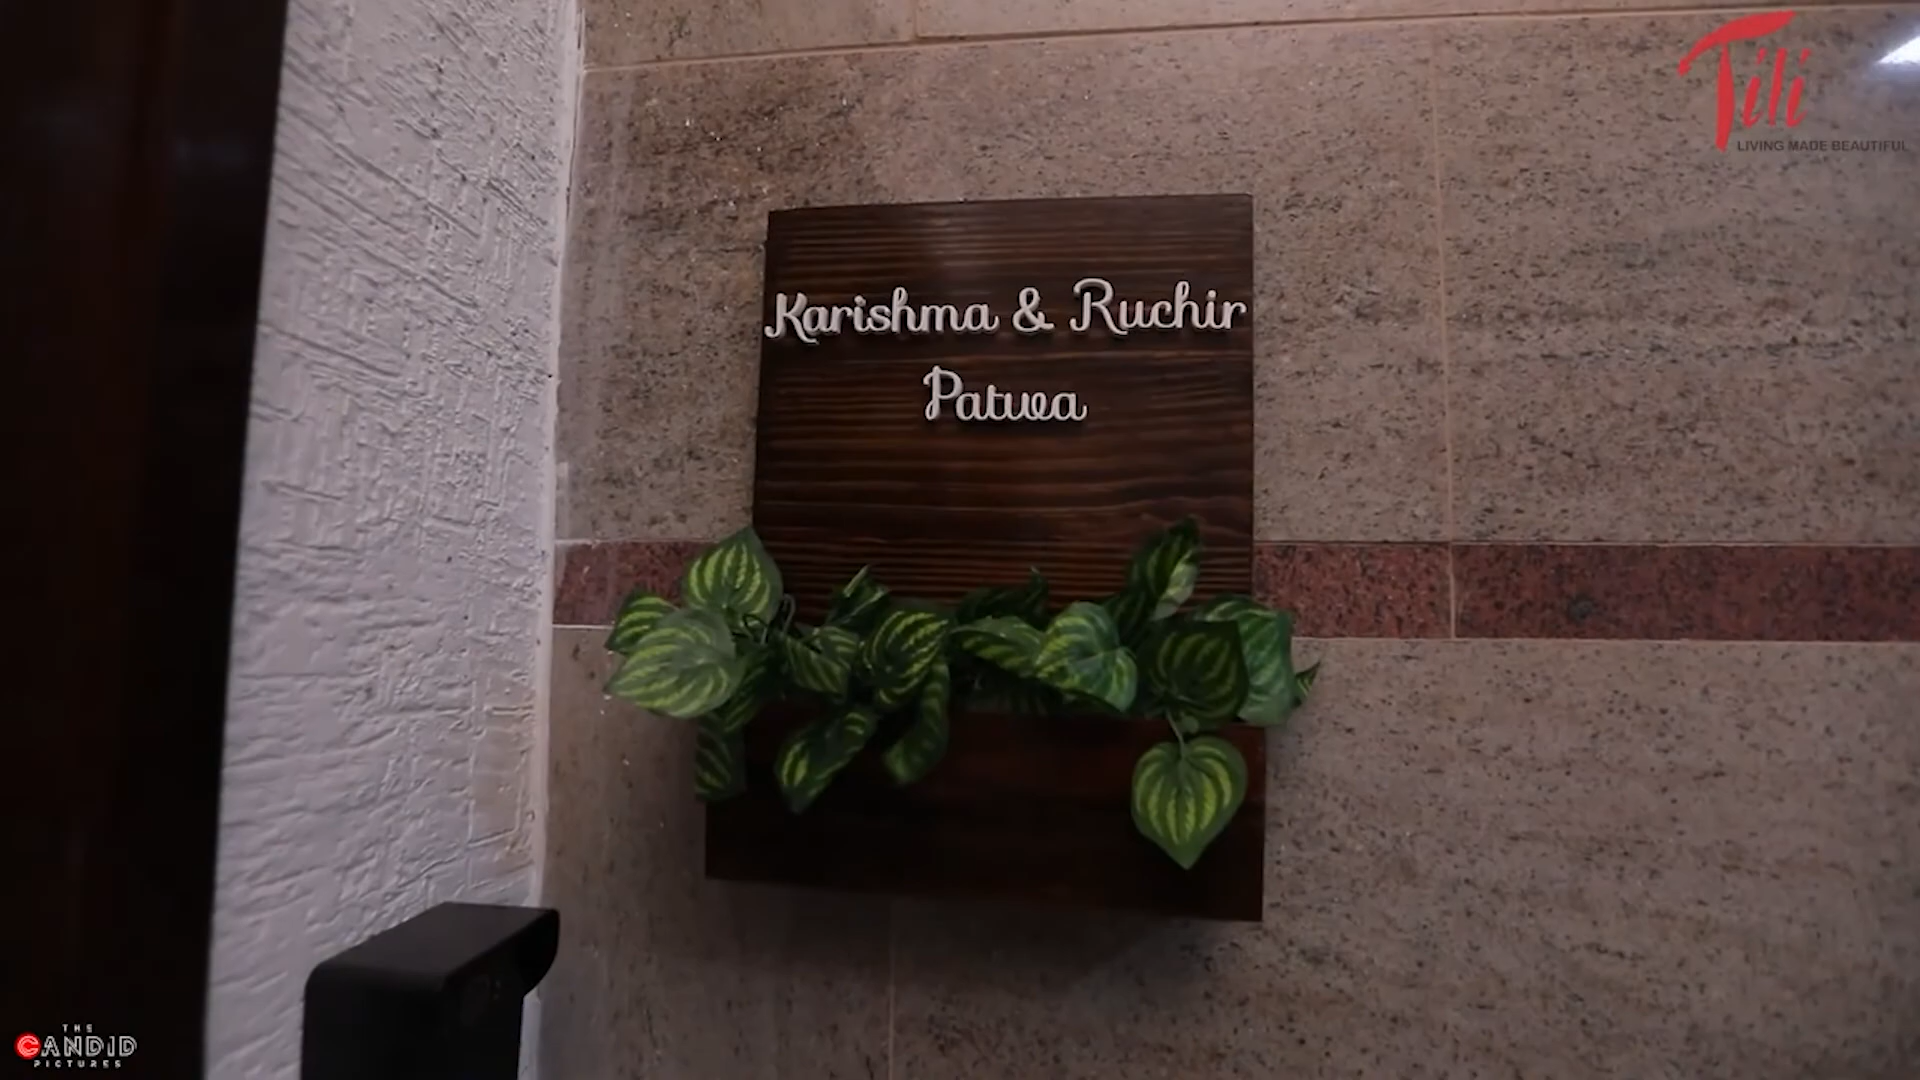 Tili
LIVING MADE BEAUTIFUL
Karishma & Ruchir
Patwa
THE
CANDID
PICTURES